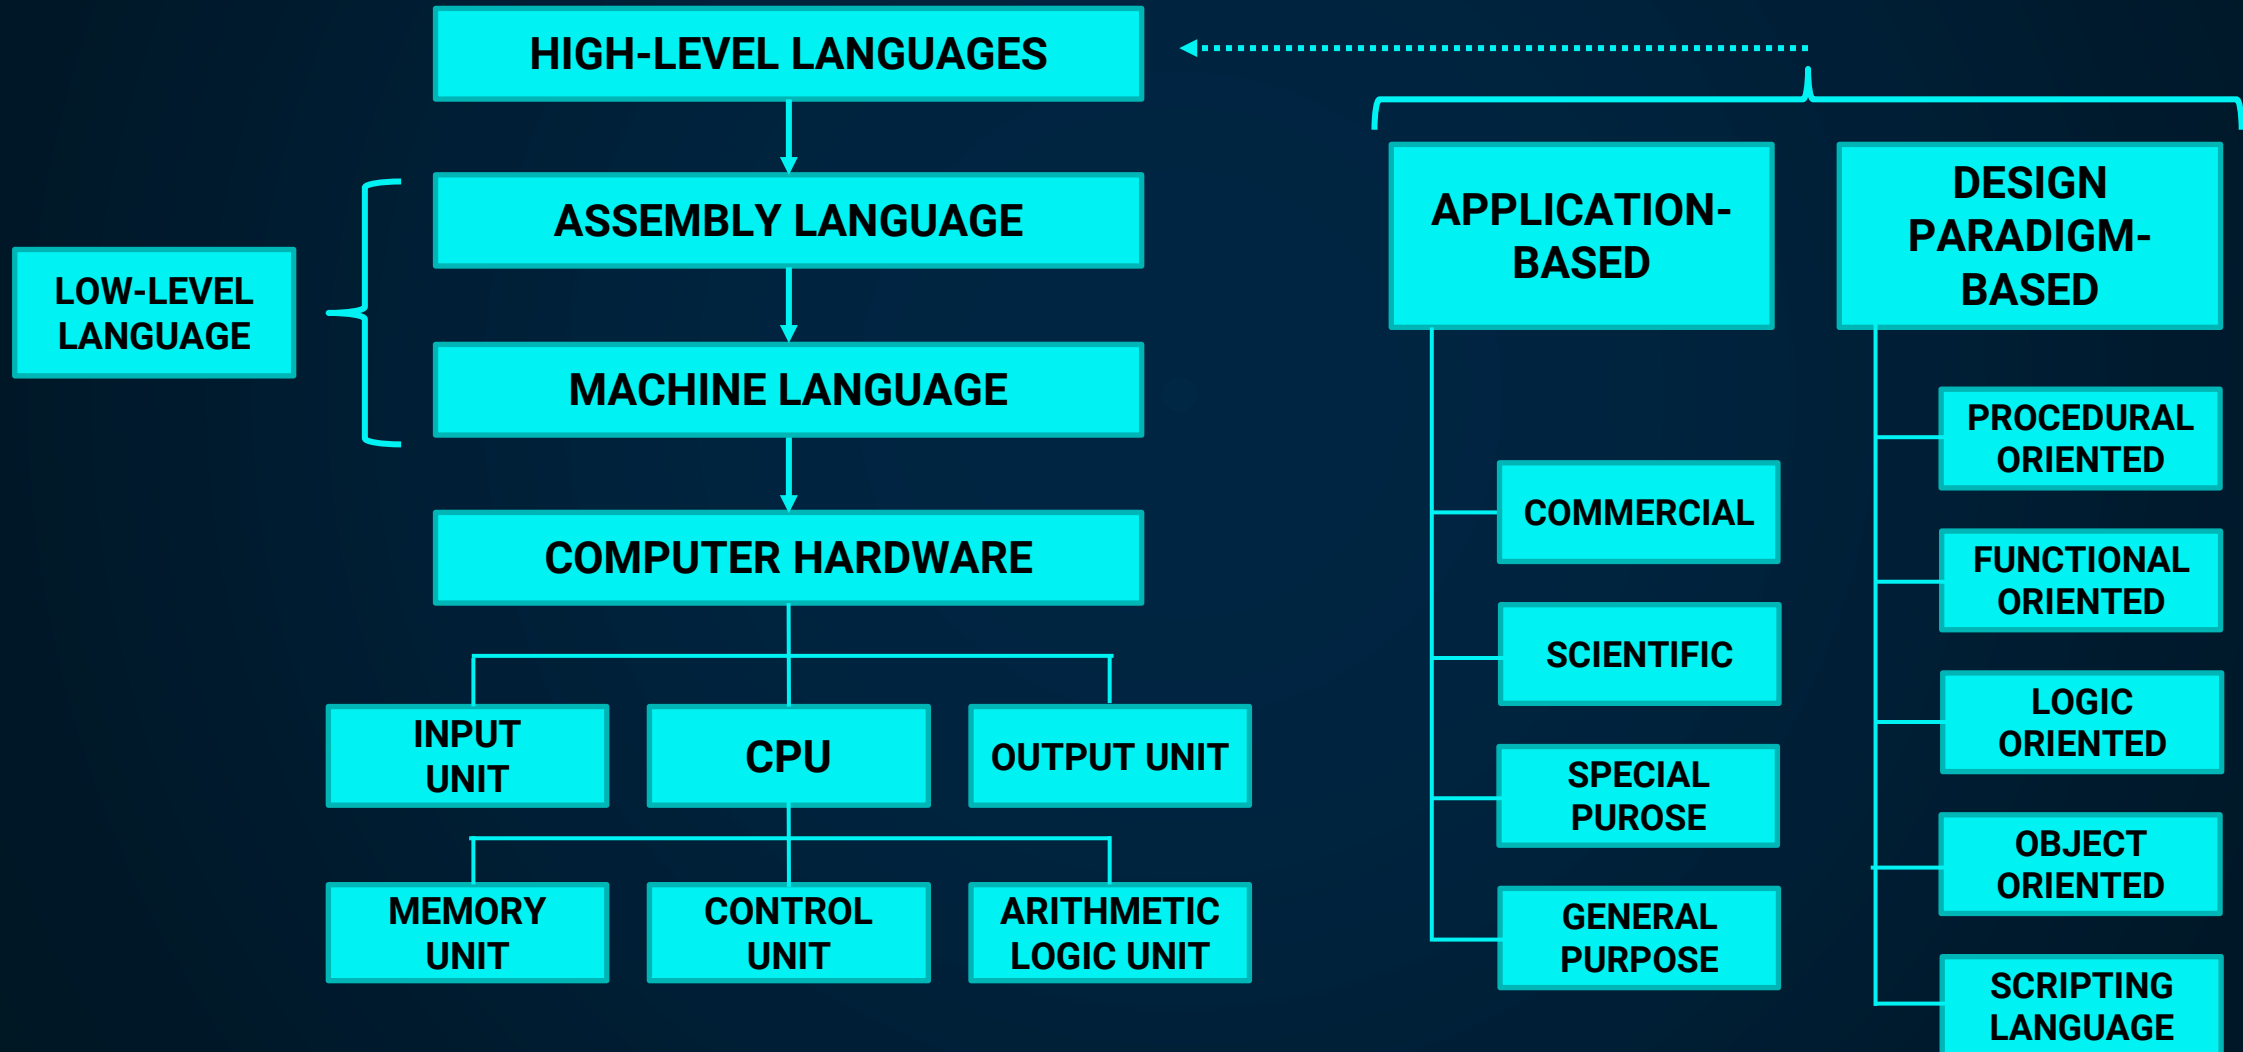 HIGH-LEVEL LANGUAGES
ASSEMBLY LANGUAGE
LOW-LEVEL
LANGUAGE
MACHINE LANGUAGE
COMPUTER HARDWARE
INPUT
UNIT
CPU
OUTPUT UNIT
MEMORY
UNIT
CONTROL
UNIT
ARITHMETIC
LOGIC UNIT
APPLICATION-
BASED
COMMERCIAL
SCIENTIFIC
SPECIAL
PUROSE
GENERAL
PURPOSE
DESIGN
PARADIGM-
BASED
PROCEDURAL
ORIENTED
FUNCTIONAL
ORIENTED
LOGIC
ORIENTED
OBJECT
ORIENTED
SCRIPTING
LANGUAGE